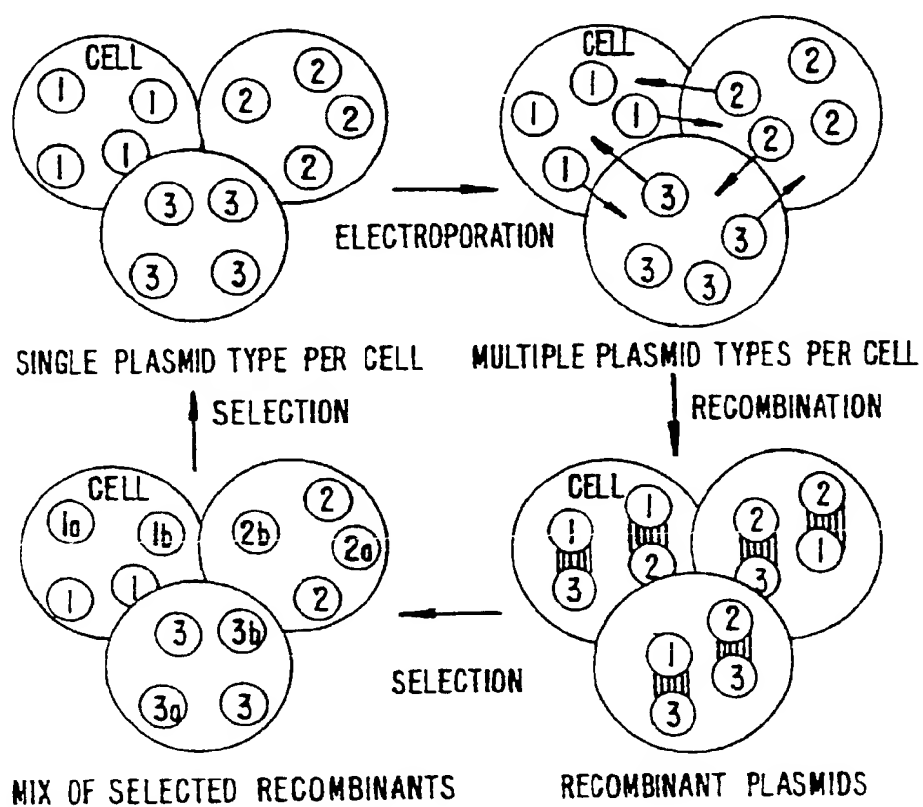 CELL
1 1 1 1
2 2 2 2
3 3 3 3
ELECTROPORATION
CELL
1 1 1 1
2 2 2 2
3 3 3 3
SINGLE PLASMID TYPE PER CELL
MULTIPLE PLASMID TYPES PER CELL
SELECTION
RECOMBINATION
CELL
1a 1b
1 1
2
2b 2a
2
3 3b
3a 3
SELECTION
CELL
1 1
3 2
2 2
3 1
1 2
3 3
MIX OF SELECTED RECOMBINANTS
RECOMBINANT PLASMIDS